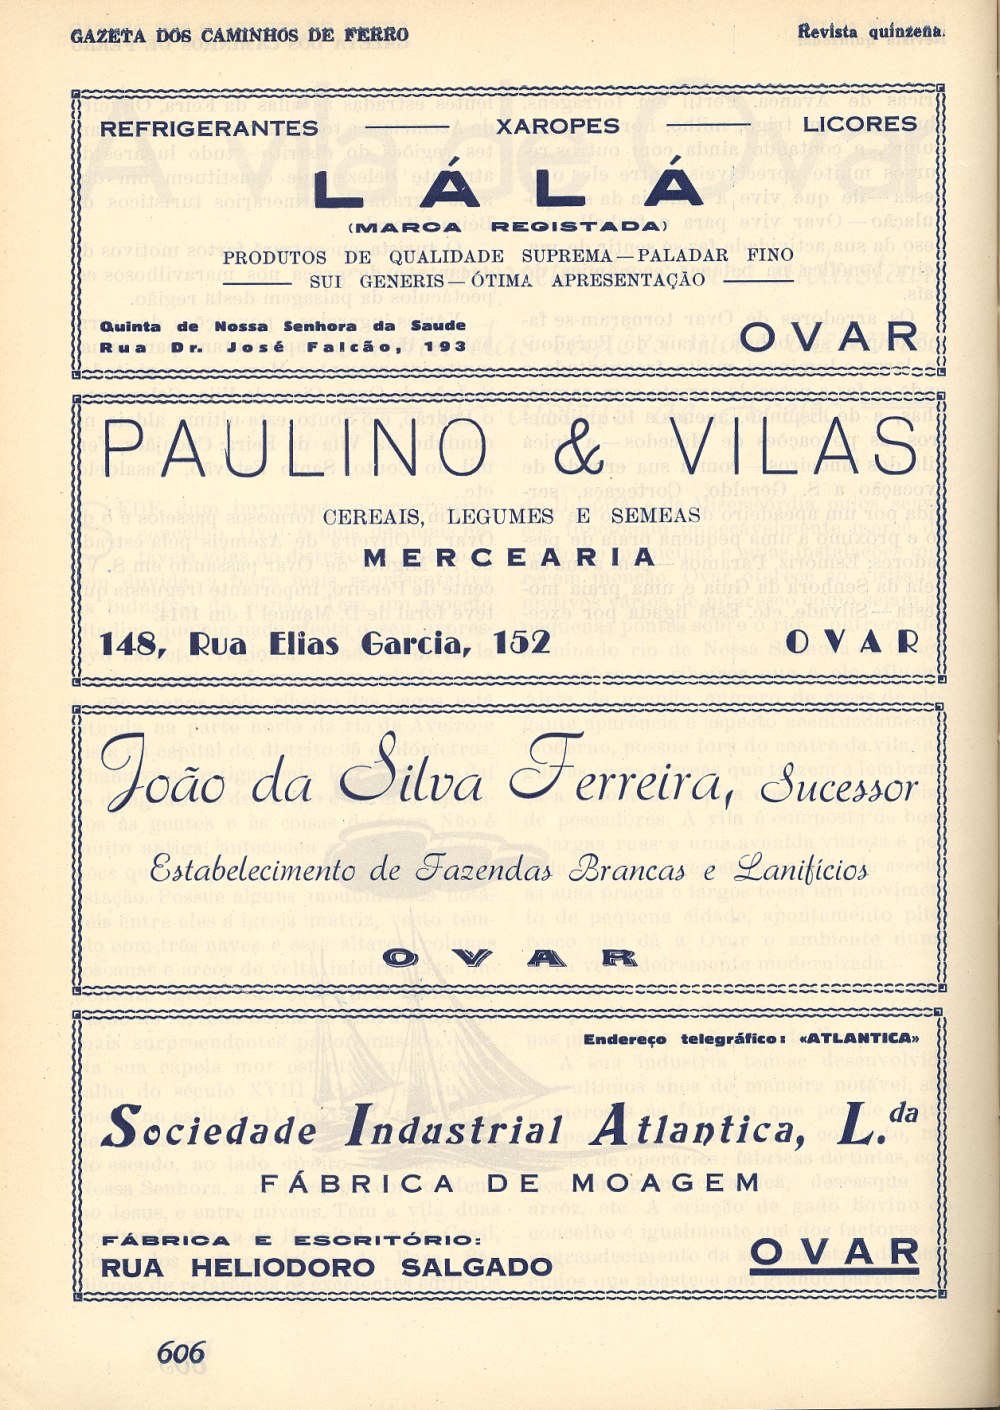 GAZETA DOS CAMINHOS DE FERRO
Revista quinzena.
REFRIGERANTES — XAROPES — LICORES
LÁLÁ
(MARCA REGISTADA)
PRODUTOS DE QUALIDADE SUPREMA — PALADAR FINO
— SUI GENERIS — ÓTIMA APRESENTAÇÃO —
Quinta de Nossa Senhora da Saude
Rua Dr. José Falcão, 193
OVAR
PAULINO & VILAS
CEREAIS, LEGUMES E SEMEAS
MERCEARIA
148, Rua Elias Garcia, 152
OVAR
João da Silva Ferreira, Sucessor
Estabelecimento de Fazendas Brancas e Lanifícios
OVAR
Endereço telegráfico: «ATLANTICA»
Sociedade Industrial Atlantica, L.da
FÁBRICA DE MOAGEM
FÁBRICA E ESCRITÓRIO:
RUA HELIODORO SALGADO
OVAR
606